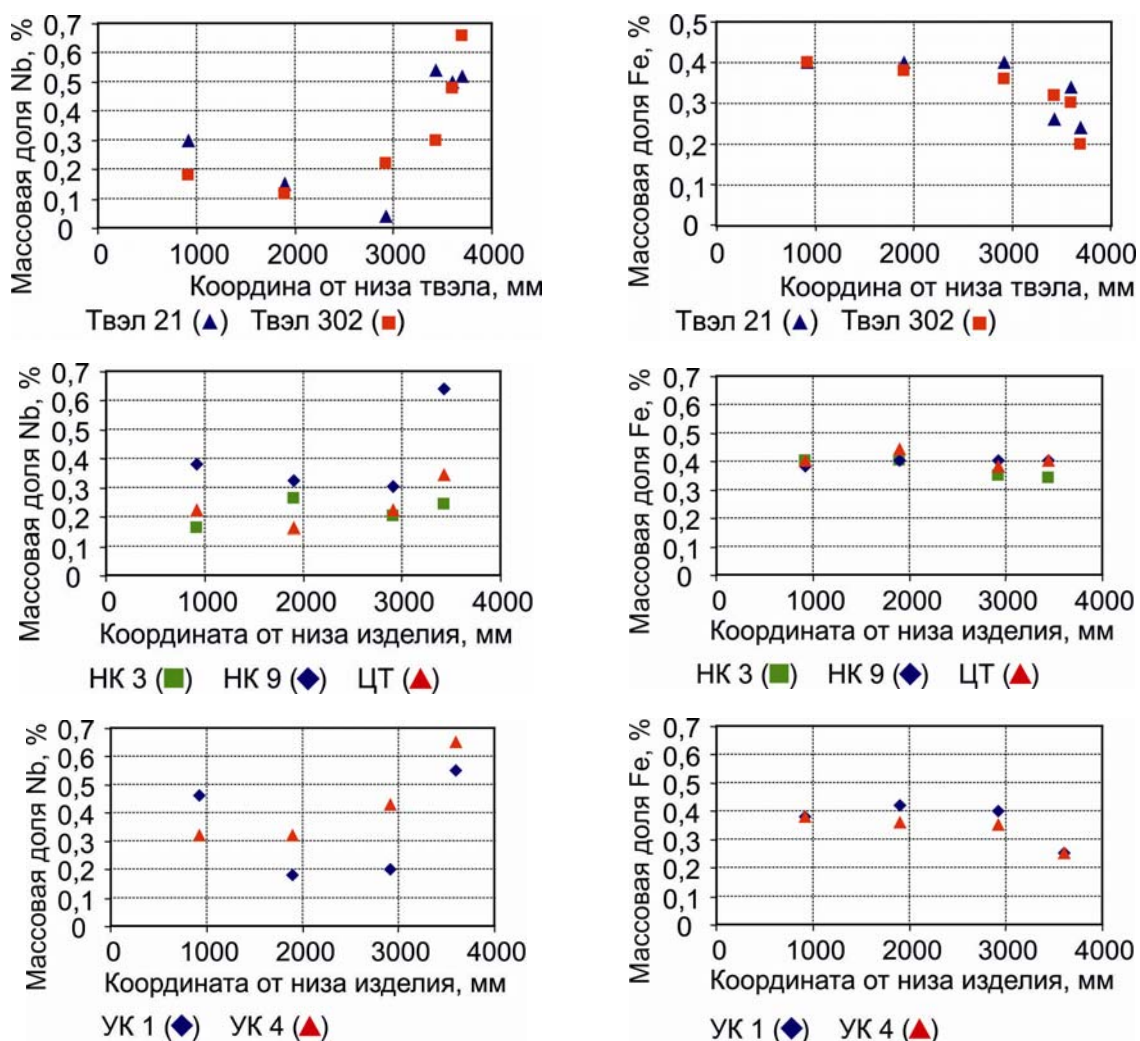 Массовая доля Nb, %
0,7
0,6
0,5
0,4
0,3
0,2
0,1
0
0 1000 2000 3000 4000
Координа от низа твэла, мм
Твэл 21 ( ) Твэл 302 ( )
Массовая доля Fe, %
0,5
0,4
0,3
0,2
0,1
0
0 1000 2000 3000 4000
Координа от низа твэла, мм
Твэл 21 ( ) Твэл 302 ( )
Массовая доля Nb, %
0,7
0,6
0,5
0,4
0,3
0,2
0,1
0
0 1000 2000 3000 4000
Координата от низа изделия, мм
НК 3 ( ) НК 9 ( ) ЦТ ( )
Массовая доля Fe, %
0,7
0,6
0,5
0,4
0,3
0,2
0,1
0
0 1000 2000 3000 4000
Координата от низа изделия, мм
НК 3 ( ) НК 9 ( ) ЦТ ( )
Массовая доля Nb, %
0,7
0,6
0,5
0,4
0,3
0,2
0,1
0
0 1000 2000 3000 4000
Координата от низа изделия, мм
УК 1 ( ) УК 4 ( )
Массовая доля Fe, %
0,7
0,6
0,5
0,4
0,3
0,2
0,1
0
0 1000 2000 3000 4000
Координата от низа изделия, мм
УК 1 ( ) УК 4 ( )